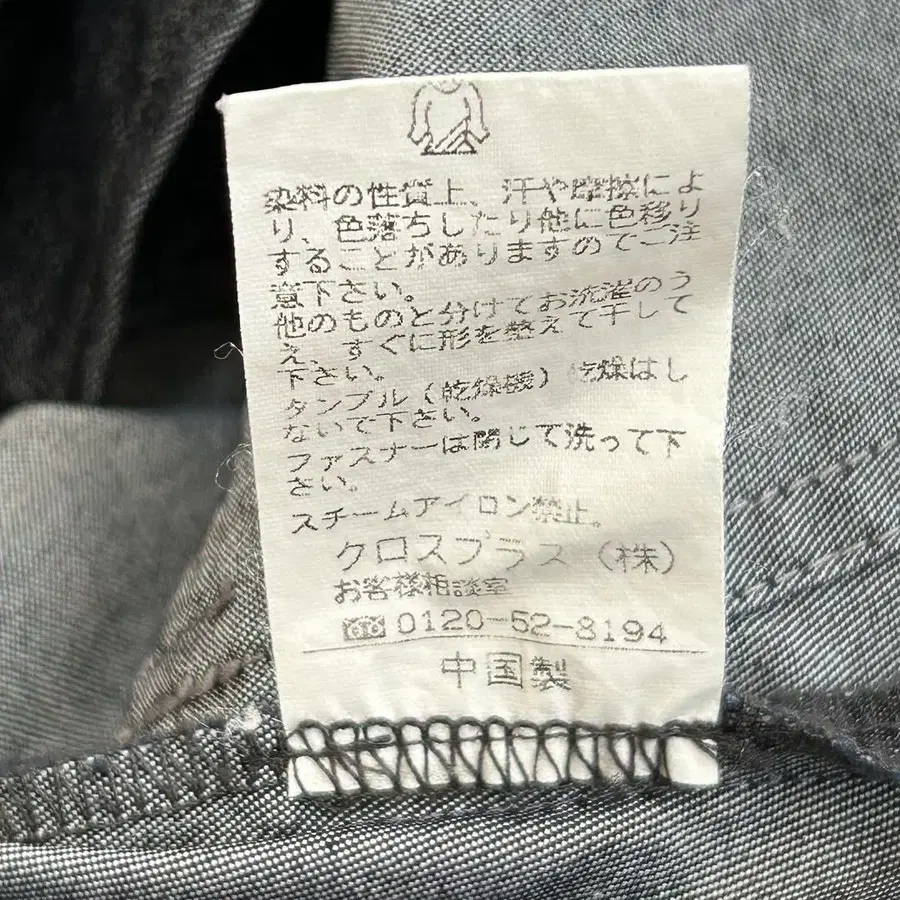 染料の性質上、汗や摩擦によ
り、色落ちしたり他に色移り
することがありますのでご注
意下さい。
他のものと分けてお洗濯のう
え、すぐに形を整えて干して
下さい。
タンブル（乾燥機）乾燥はし
ないで下さい。
ファスナーは閉じて洗って下
さい。
スチームアイロン禁止。
クロスプラス（株）
お客様相談室
0120-52-8194
中国製